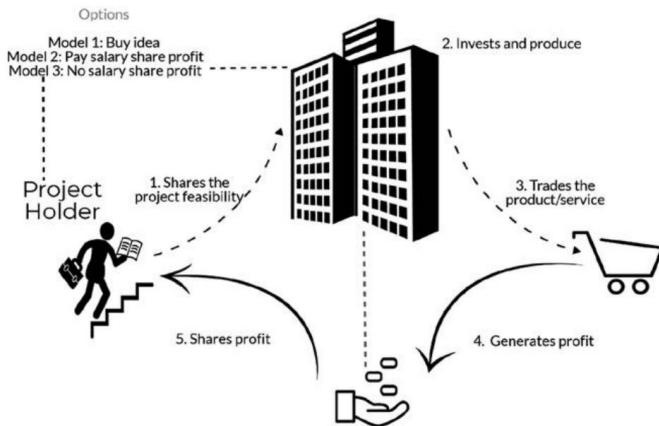 Options
Model 1: Buy idea
Model 2: Pay salary share profit
Model 3: No salary share profit
2. Invests and produce
Project
Holder
1. Shares the
project feasibility
3. Trades the
product/service
5. Shares profit
4. Generates profit